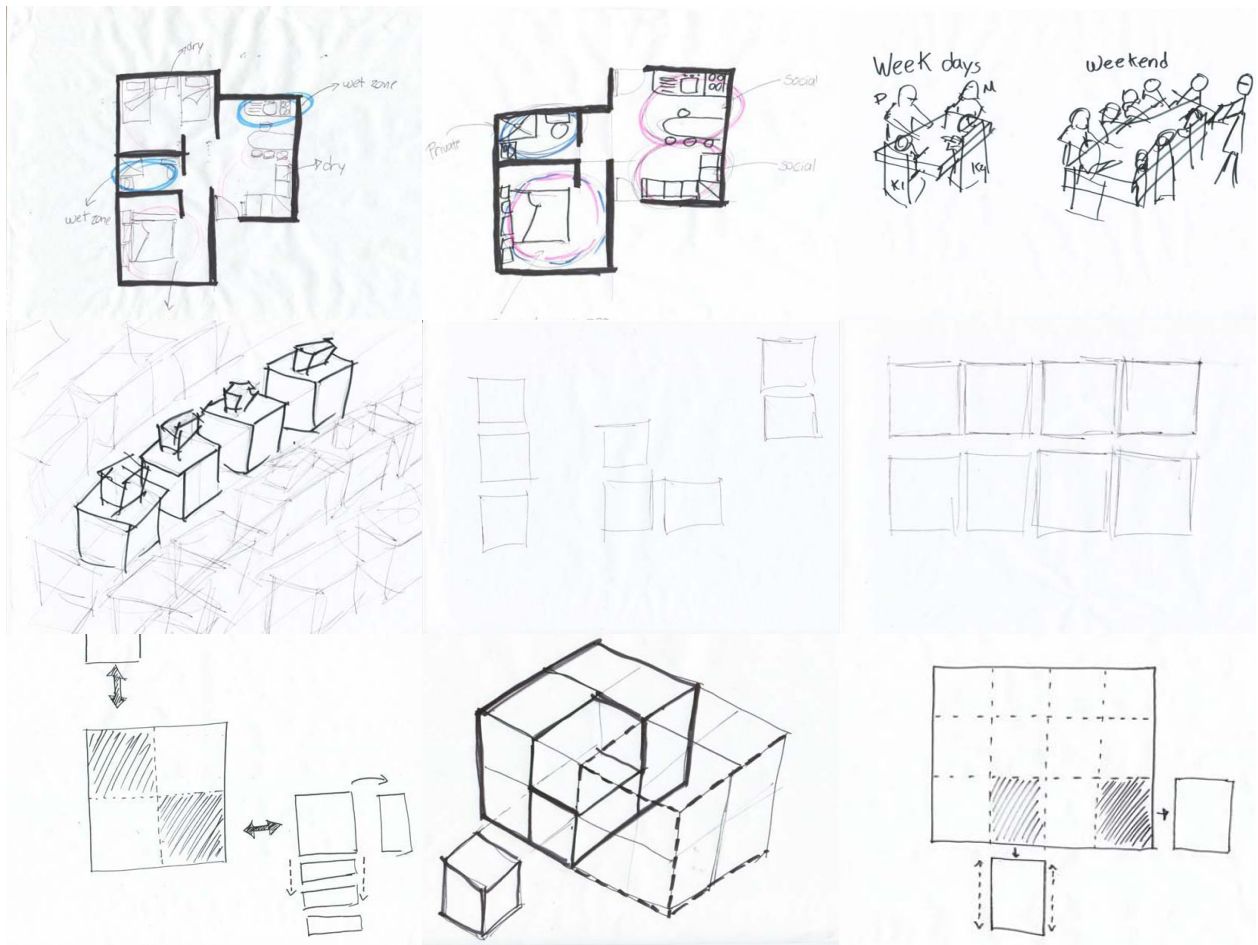 dry
wet zone
dry
wet zone
Social
Private
social
Week days
P
M
K1
K2
Weekend